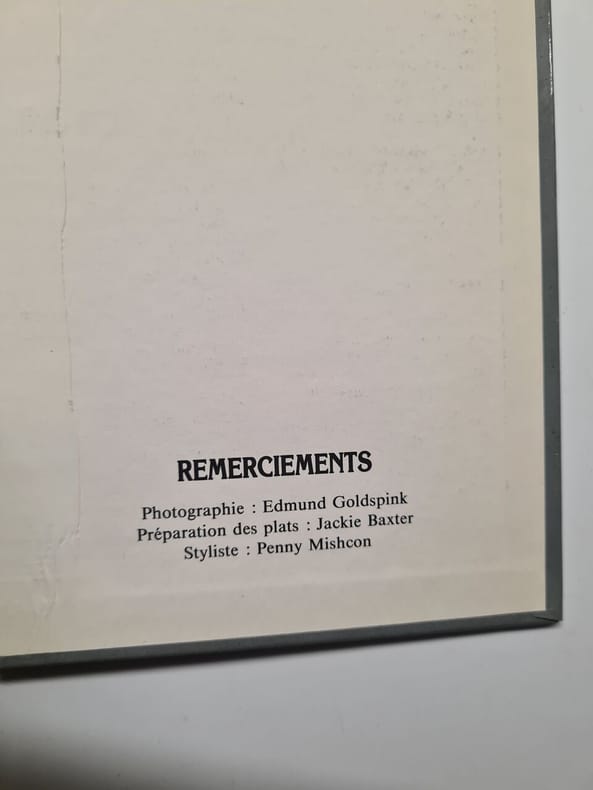 REMERCIEMENTS
Photographie : Edmund Goldspink
Préparation des plats : Jackie Baxter
Styliste : Penny Mishcon